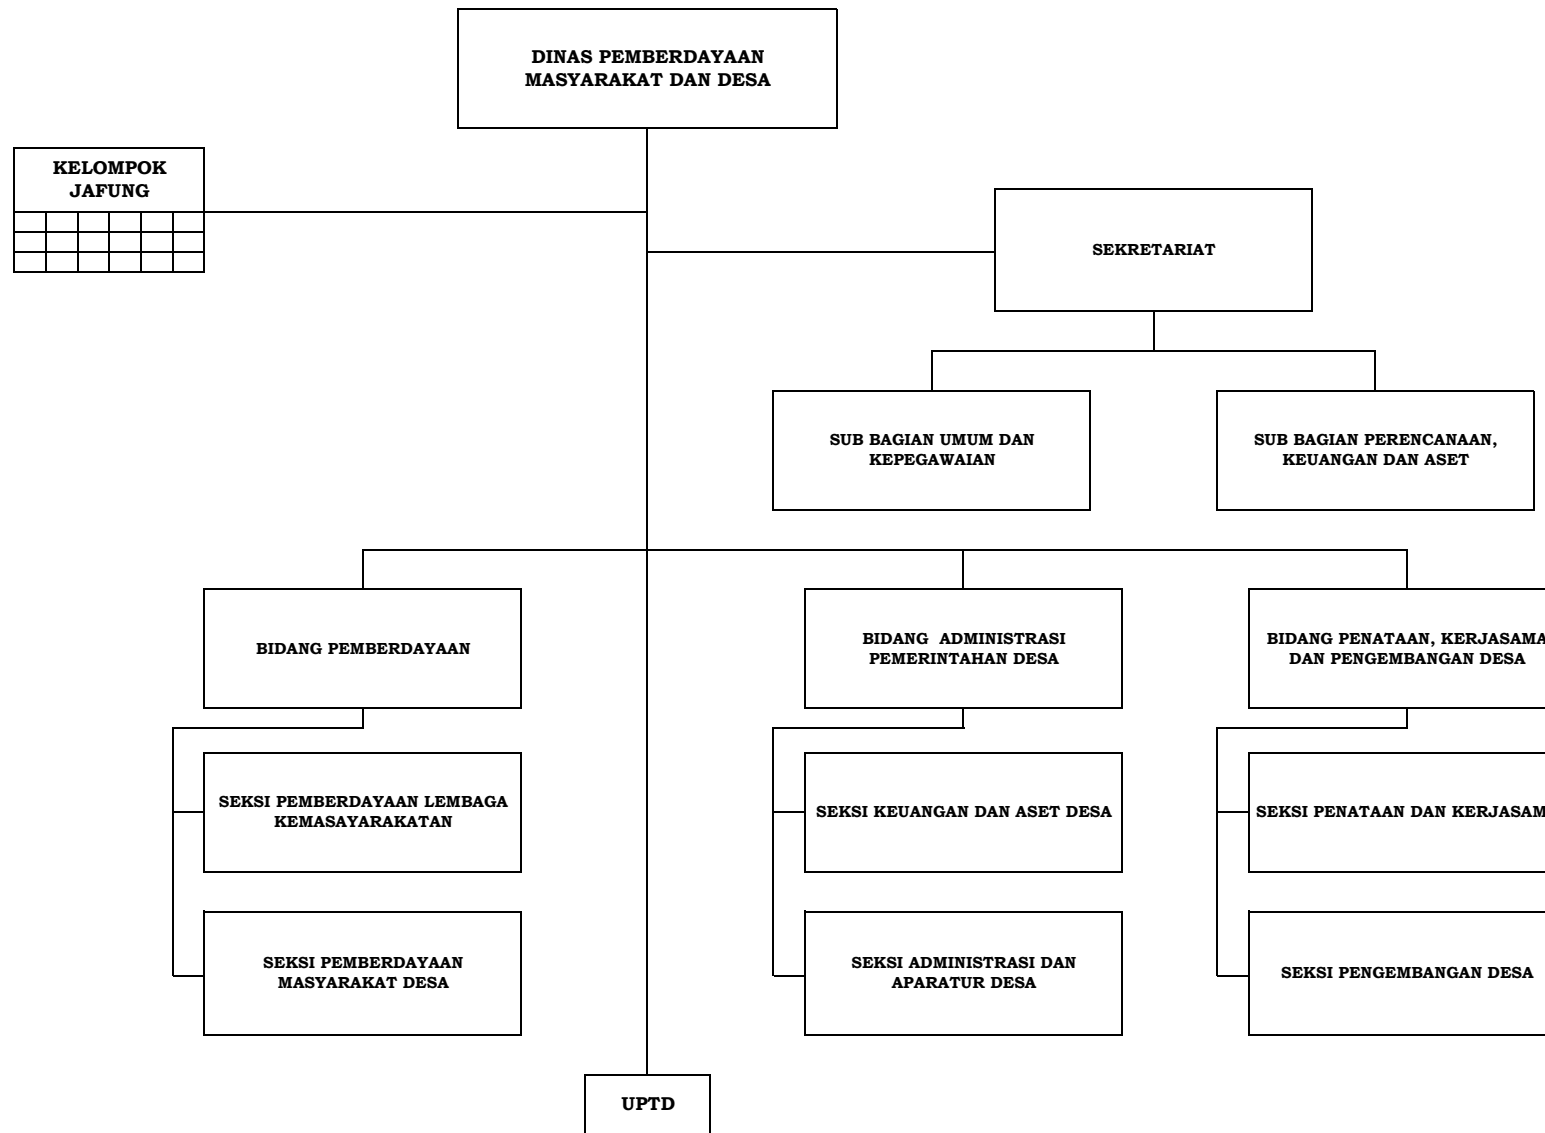 DINAS PEMBERDAYAAN
MASYARAKAT DAN DESA
KELOMPOK
JAFUNG
SEKRETARIAT
SUB BAGIAN UMUM DAN
KEPEGAWAIAN
SUB BAGIAN PERENCANAAN,
KEUANGAN DAN ASET
BIDANG PEMBERDAYAAN
BIDANG ADMINISTRASI
PEMERINTAHAN DESA
BIDANG PENATAAN, KERJASAMA
DAN PENGEMBANGAN DESA
SEKSI PEMBERDAYAAN LEMBAGA
KEMASAYARAKATAN
SEKSI KEUANGAN DAN ASET DESA
SEKSI PENATAAN DAN
SEKSI PEMBERDAYAAN
MASYARAKAT DESA
SEKSI ADMINISTRASI DAN
APARATUR DESA
SEKSI PENGEMBANGAN DESA
UPTD